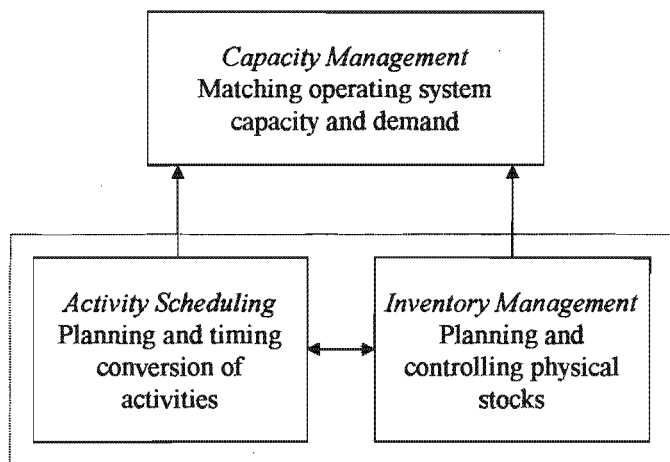 Capacity Management
Matching operating system
capacity and demand
Activity Scheduling
Planning and timing
conversion of
activities
Inventory Management
Planning and
controlling physical
stocks